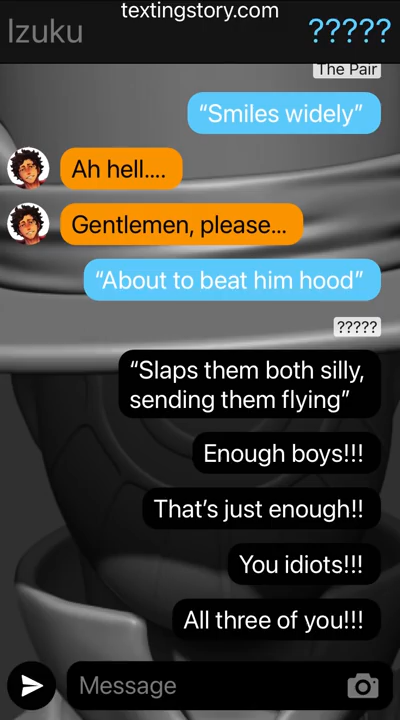 textingstory.com
Izuku
?????
The Pair
“Smiles widely”
Ah hell....
Gentlemen, please...
“About to beat him hood”
?????
“Slaps them both silly,
sending them flying”
Enough boys!!!
That’s just enough!!
You idiots!!!
All three of you!!!
Message